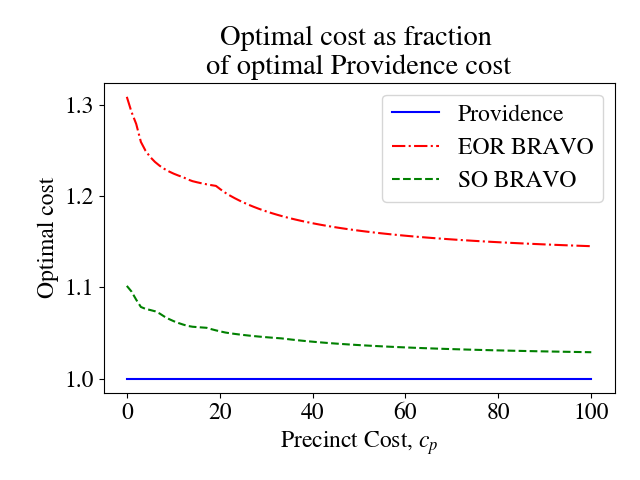 Optimal cost as fraction
of optimal Providence cost
Providence
EOR BRAVO
SO BRAVO
Optimal cost
1.3
1.2
1.1
1.0
0 20 40 60 80 100
Precinct Cost, $c_p$